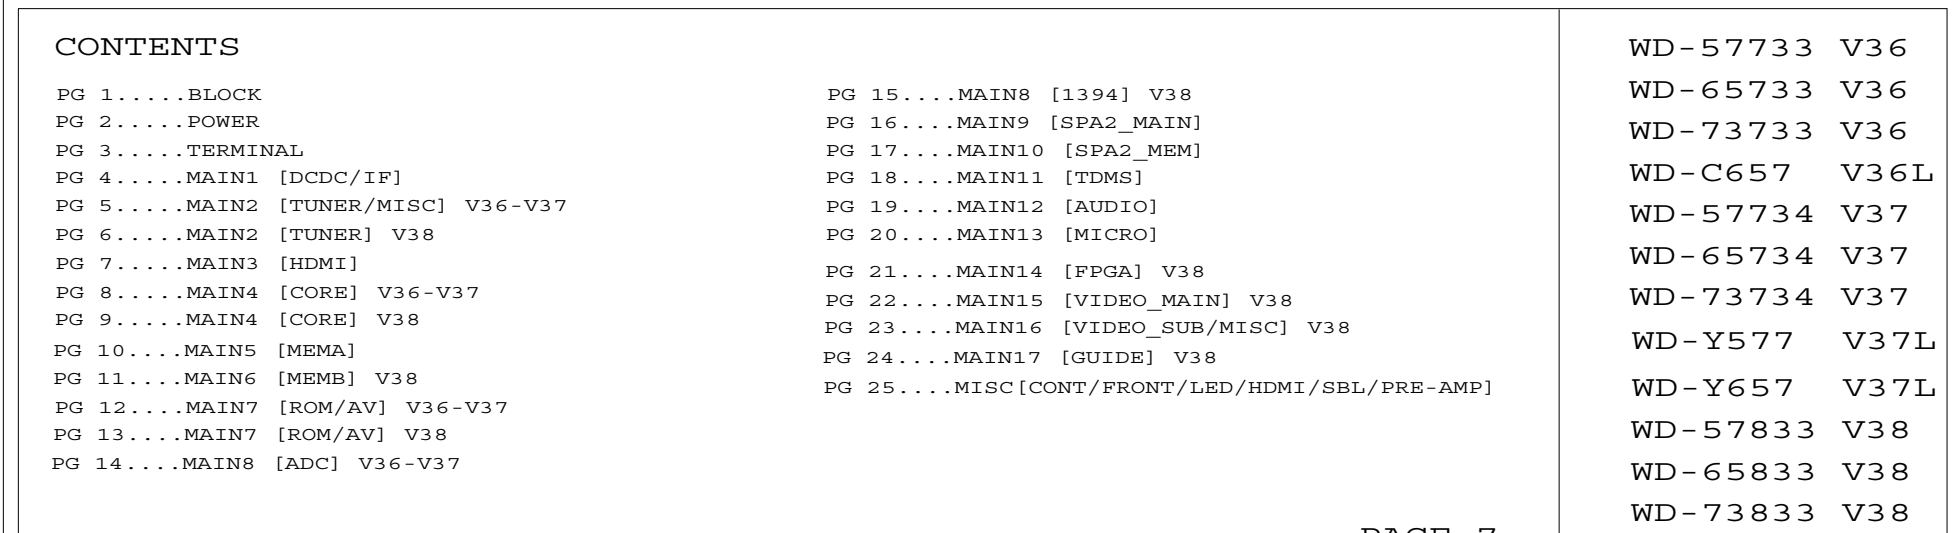 CONTENTS
PG 1.....BLOCK
PG 2.....POWER
PG 3.....TERMINAL
PG 4.....MAIN1 [DCDC/IF]
PG 5.....MAIN2 [TUNER/MISC] V36-V37
PG 6.....MAIN2 [TUNER] V38
PG 7.....MAIN3 [HDMI]
PG 8.....MAIN4 [CORE] V36-V37
PG 9.....MAIN4 [CORE] V38
PG 10....MAIN5 [MEMA]
PG 11....MAIN6 [MEMB] V38
PG 12....MAIN7 [ROM/AV] V36-V37
PG 13....MAIN7 [ROM/AV] V38
PG 14....MAIN8 [ADC] V36-V37
PG 15....MAIN8 [1394] V38
PG 16....MAIN9 [SPA2_MAIN]
PG 17....MAIN10 [SPA2_MEM]
PG 18....MAIN11 [TDMS]
PG 19....MAIN12 [AUDIO]
PG 20....MAIN13 [MICRO]
PG 21....MAIN14 [FPGA] V38
PG 22....MAIN15 [VIDEO_MAIN] V38
PG 23....MAIN16 [VIDEO_SUB/MISC] V38
PG 24....MAIN17 [GUIDE] V38
PG 25....MISC[CONT/FRONT/LED/HDMI/SBL/PRE-AMP]
PAGE 7
WD-57733 V36
WD-65733 V36
WD-73733 V36
WD-C657 V36L
WD-57734 V37
WD-65734 V37
WD-73734 V37
WD-Y577 V37L
WD-Y657 V37L
WD-57833 V38
WD-65833 V38
WD-73833 V38